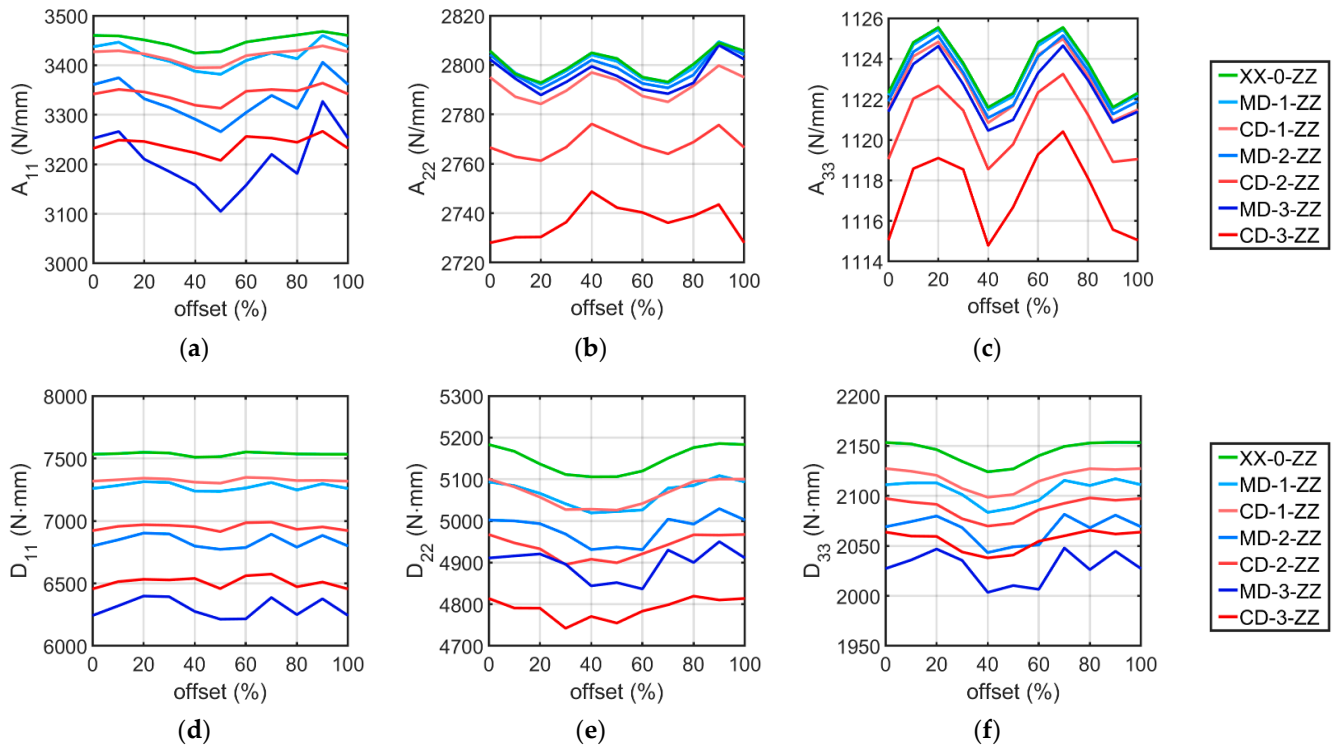 3500
3400
3300
3200
3100
3000
A11 (N/mm)
0 20 40 60 80 100
offset (%)
(a)
2820
2800
2780
2760
2740
2720
A22 (N/mm)
0 20 40 60 80 100
offset (%)
(b)
1126
1124
1122
1120
1118
1116
1114
A33 (N/mm)
0 20 40 60 80 100
offset (%)
(c)
XX-0-ZZ
MD-1-ZZ
CD-1-ZZ
MD-2-ZZ
CD-2-ZZ
MD-3-ZZ
CD-3-ZZ
8000
7500
7000
6500
6000
D11 (N·mm)
0 20 40 60 80 100
offset (%)
(d)
5300
5200
5100
5000
4900
4800
4700
D22 (N·mm)
0 20 40 60 80 100
offset (%)
(e)
2200
2150
2100
2050
2000
1950
D33 (N·mm)
0 20 40 60 80 100
offset (%)
(f)
XX-0-ZZ
MD-1-ZZ
CD-1-ZZ
MD-2-ZZ
CD-2-ZZ
MD-3-ZZ
CD-3-ZZ